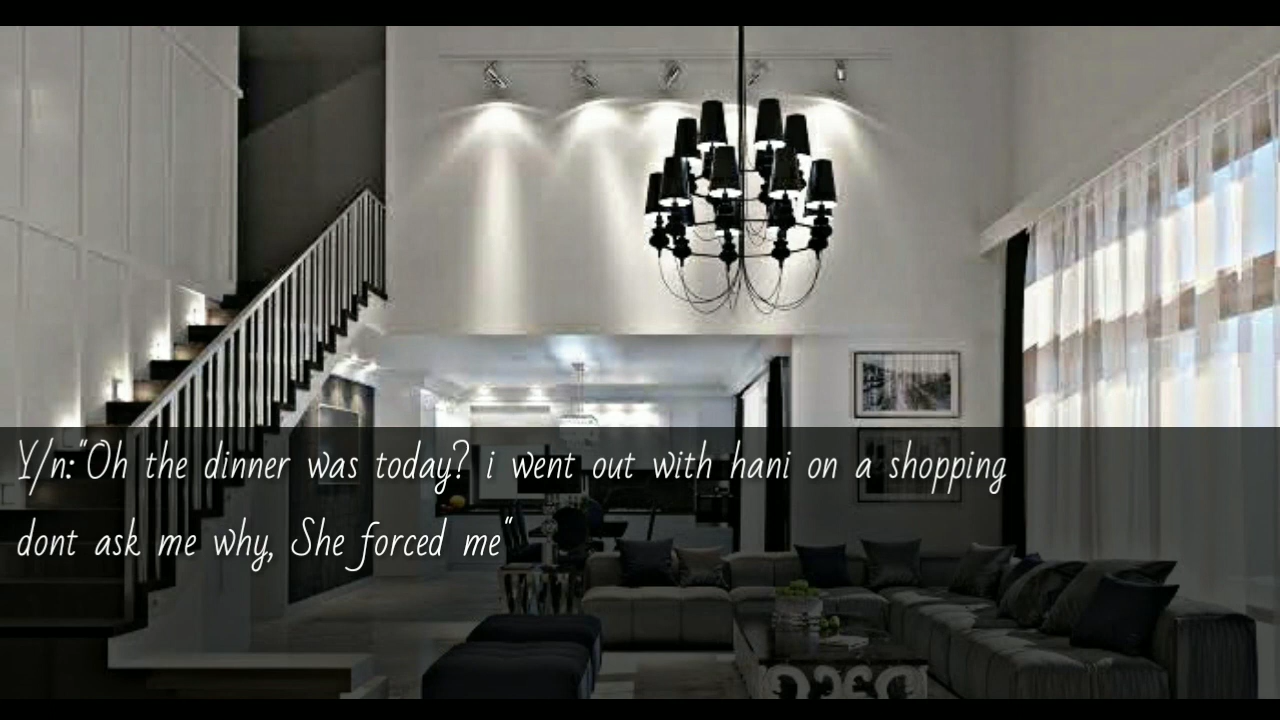 Y/n:"Oh the dinner was today? i went out with hani on a shopping
dont ask me why, She forced me"